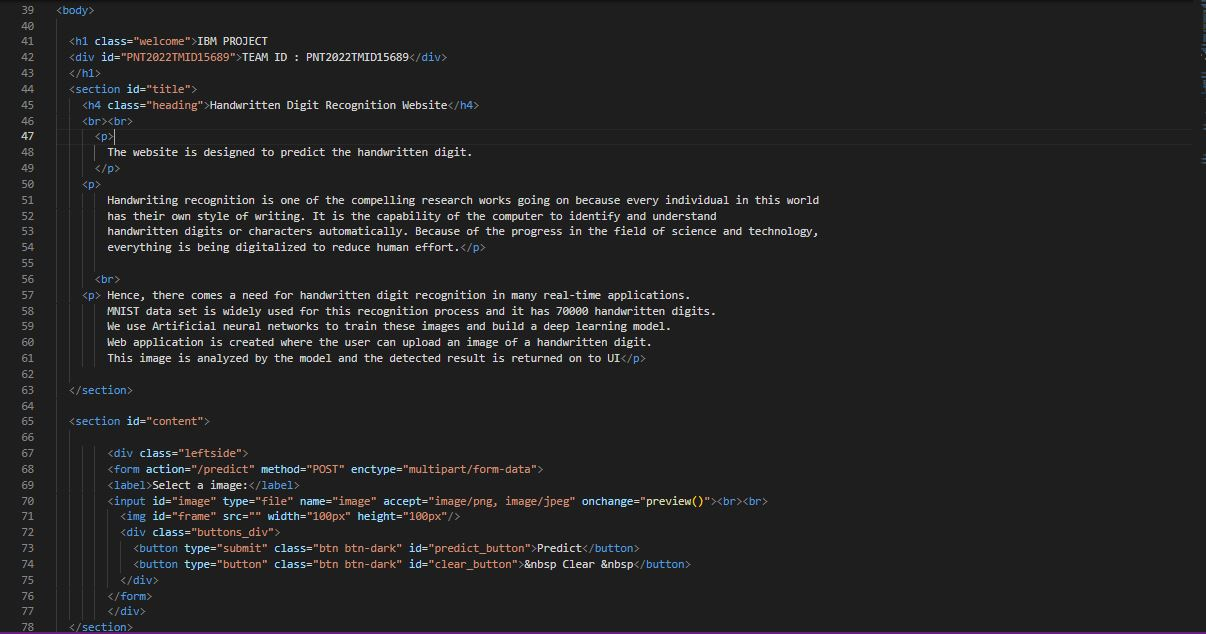 39 <body>
40
41 <h1 class="welcome">IBM PROJECT
42 <div id="PNT2022TMID15689">TEAM ID : PNT2022TMID15689</div>
43 </h1>
44 <section id="title">
45 <h4 class="heading">Handwritten Digit Recognition Website</h4>
46 <br><br>
47 <p>
48 The website is designed to predict the handwritten digit.
49 </p>
50 <p>
51 Handwriting recognition is one of the compelling research works going on because every individual in this world
52 has their own style of writing. It is the capability of the computer to identify and understand
53 handwritten digits or characters automatically. Because of the progress in the field of science and technology,
54 everything is being digitalized to reduce human effort.</p>
55
56 <br>
57 <p> Hence, there comes a need for handwritten digit recognition in many real-time applications.
58 MNIST data set is widely used for this recognition process and it has 70000 handwritten digits.
59 We use Artificial neural networks to train these images and build a deep learning model.
60 Web application is created where the user can upload an image of a handwritten digit.
61 This image is analyzed by the model and the detected result is returned on to UI</p>
62
63 </section>
64
65 <section id="content">
66
67 <div class="leftside">
68 <form action="/predict" method="POST" enctype="multipart/form-data">
69 <label>Select a image:</label>
70 <input id="image" type="file" name="image" accept="image/png, image/jpeg" onchange="preview()"><br><br>
71 <img id="frame" src="" width="100px" height="100px"/>
72 <div class="buttons_div">
73 <button type="submit" class="btn btn-dark" id="predict_button">Predict</button>
74 <button type="button" class="btn btn-dark" id="clear_button">&nbsp Clear &nbsp</button>
75 </div>
76 </form>
77 </div>
78 </section>